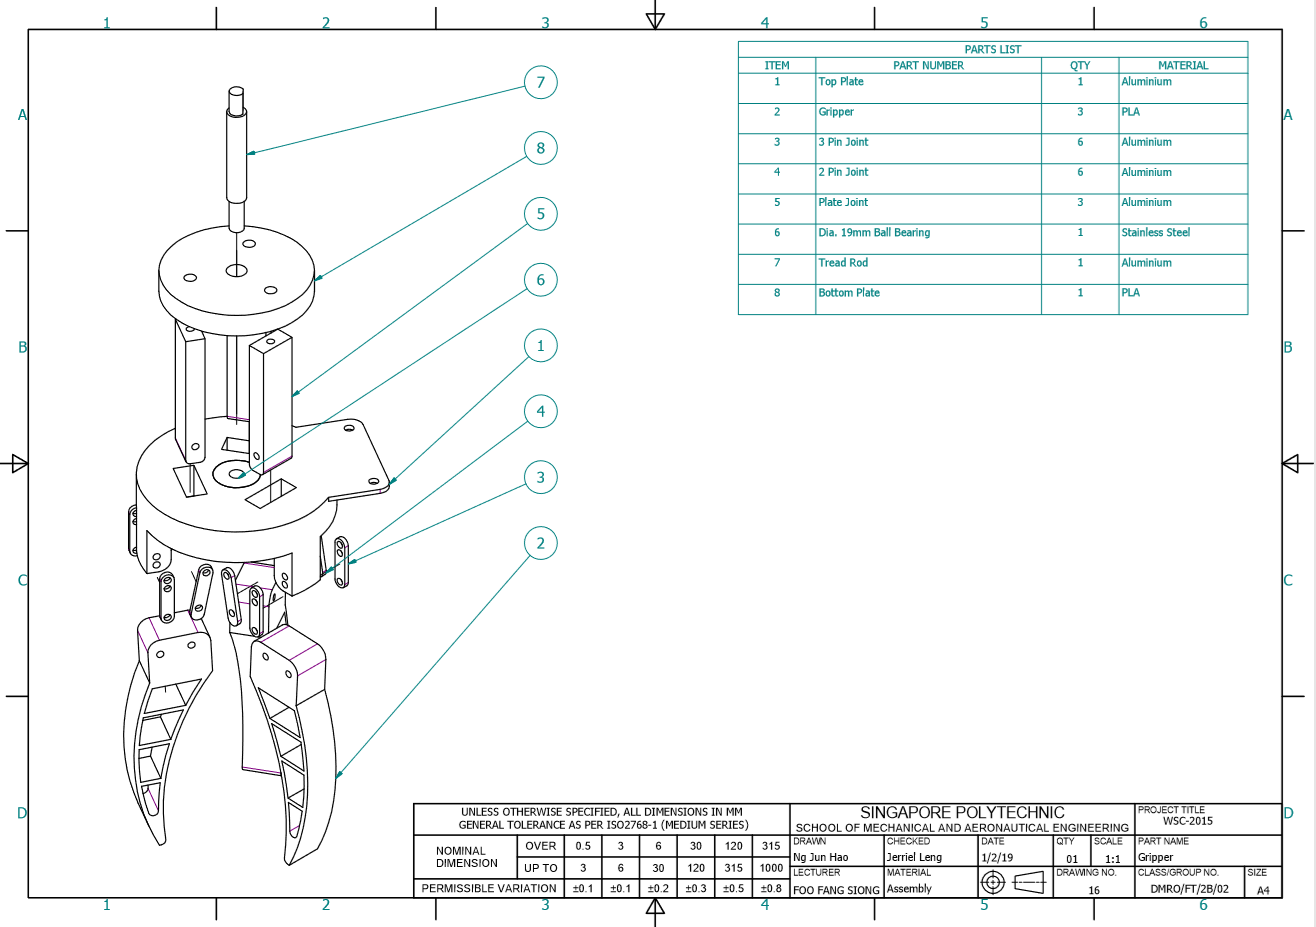 1 2 3 4 5 6
A A
B B
C C
D D
7
8
5
6
1
4
3
2
PARTS LIST
ITEM PART NUMBER QTY MATERIAL
1 Top Plate 1 Aluminium
2 Gripper 3 PLA
3 3 Pin Joint 6 Aluminium
4 2 Pin Joint 6 Aluminium
5 Plate Joint 3 Aluminium
6 Dia. 19mm Ball Bearing 1 Stainless Steel
7 Tread Rod 1 Aluminium
8 Bottom Plate 1 PLA
UNLESS OTHERWISE SPECIFIED, ALL DIMENSIONS IN MM
GENERAL TOLERANCE AS PER ISO2768-1 (MEDIUM SERIES)
NOMINAL DIMENSION OVER 0.5 3 6 30 120 315
UP TO 3 6 30 120 315 1000
PERMISSIBLE VARIATION ±0.1 ±0.1 ±0.2 ±0.3 ±0.5 ±0.8
SINGAPORE POLYTECHNIC
SCHOOL OF MECHANICAL AND AERONAUTICAL ENGINEERING
PROJECT TITLE
WSC-2015
DRAWN CHECKED DATE QTY SCALE PART NAME
Ng Jun Hao Jerriel Leng 1/2/19 01 1:1 Gripper
LECTURER MATERIAL DRAWING NO. CLASS/GROUP NO. SIZE
FOO FANG SIONG Assembly 16 DMRO/FT/2B/02 A4
1 2 3 4 5 6